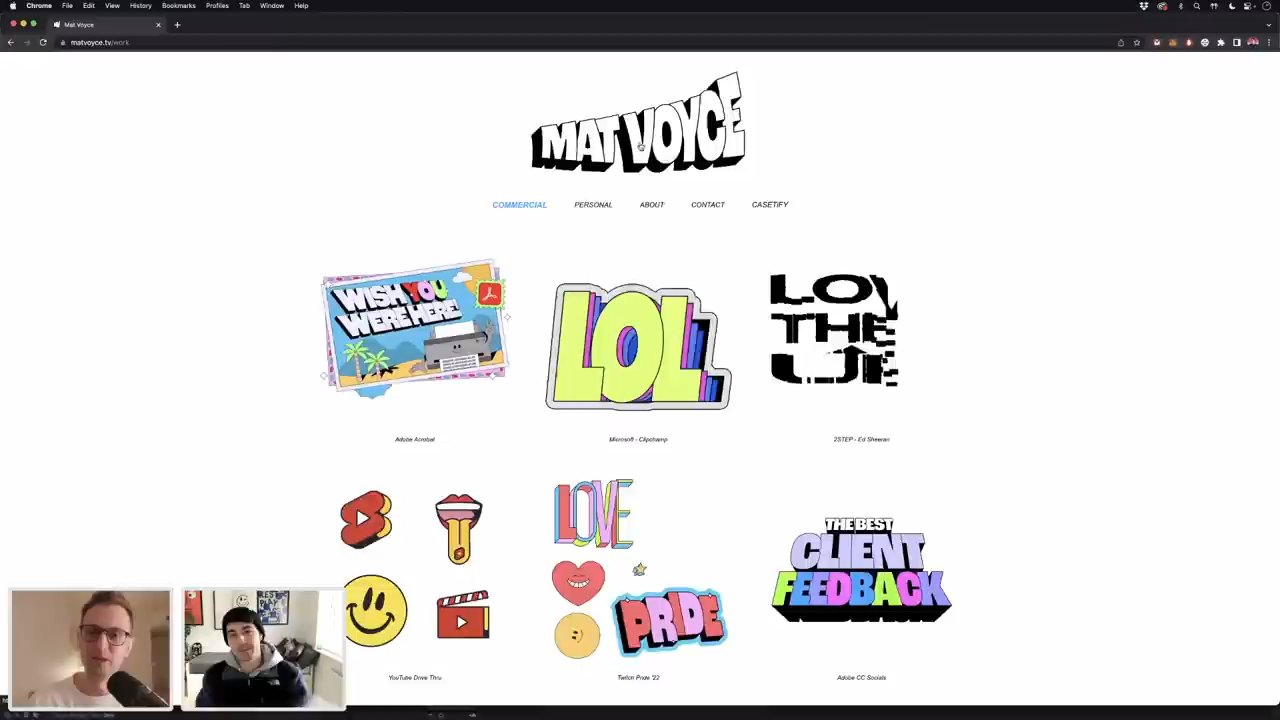 Chrome File Edit View History Bookmarks Profiles Tab Window Help
Mat Voyce
matvoyce.tv/work
MAT VOYCE
COMMERCIAL PERSONAL ABOUT CONTACT CASETIFY
WISH YOU
WERE HERE!
LOL
LOV
THE
Adobe Acrobat
Microsoft - Clipchamp
2STEP - Ed Sheeran
LOVE
PRIDE
THE BEST
CLIENT
FEEDBACK
YouTube Drive Thru
Twitch Pride '22
Adobe CC Socials